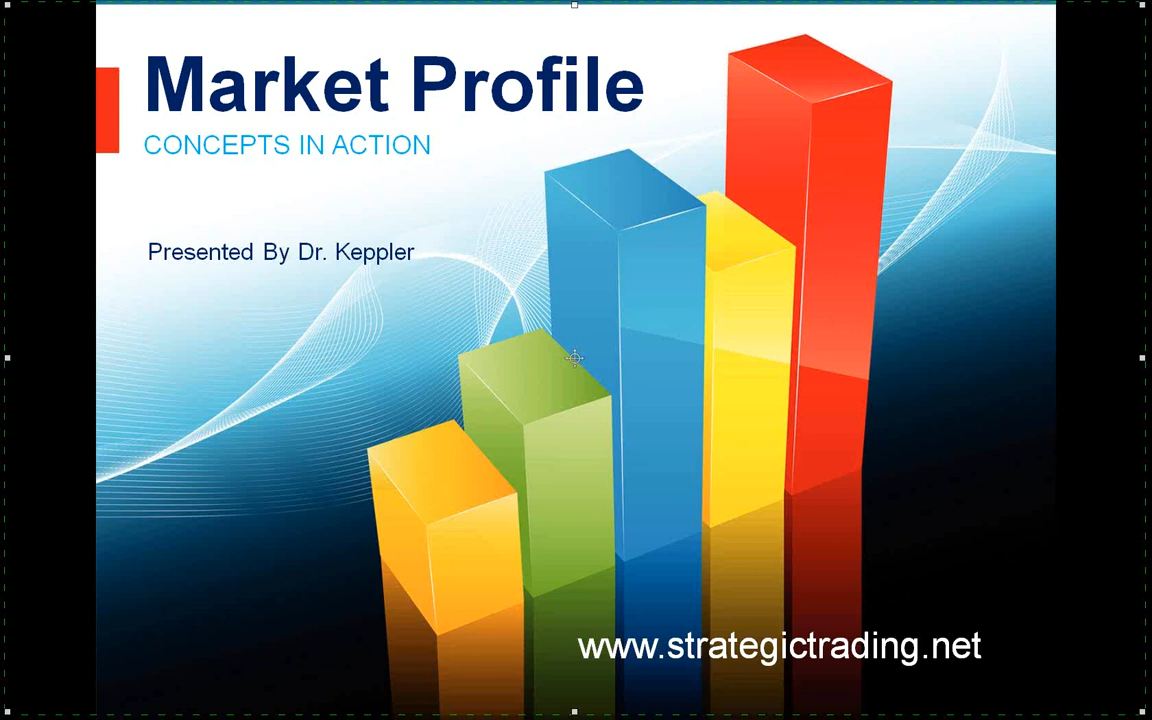 Market Profile
CONCEPTS IN ACTION
Presented By Dr. Keppler
www.strategictrading.net